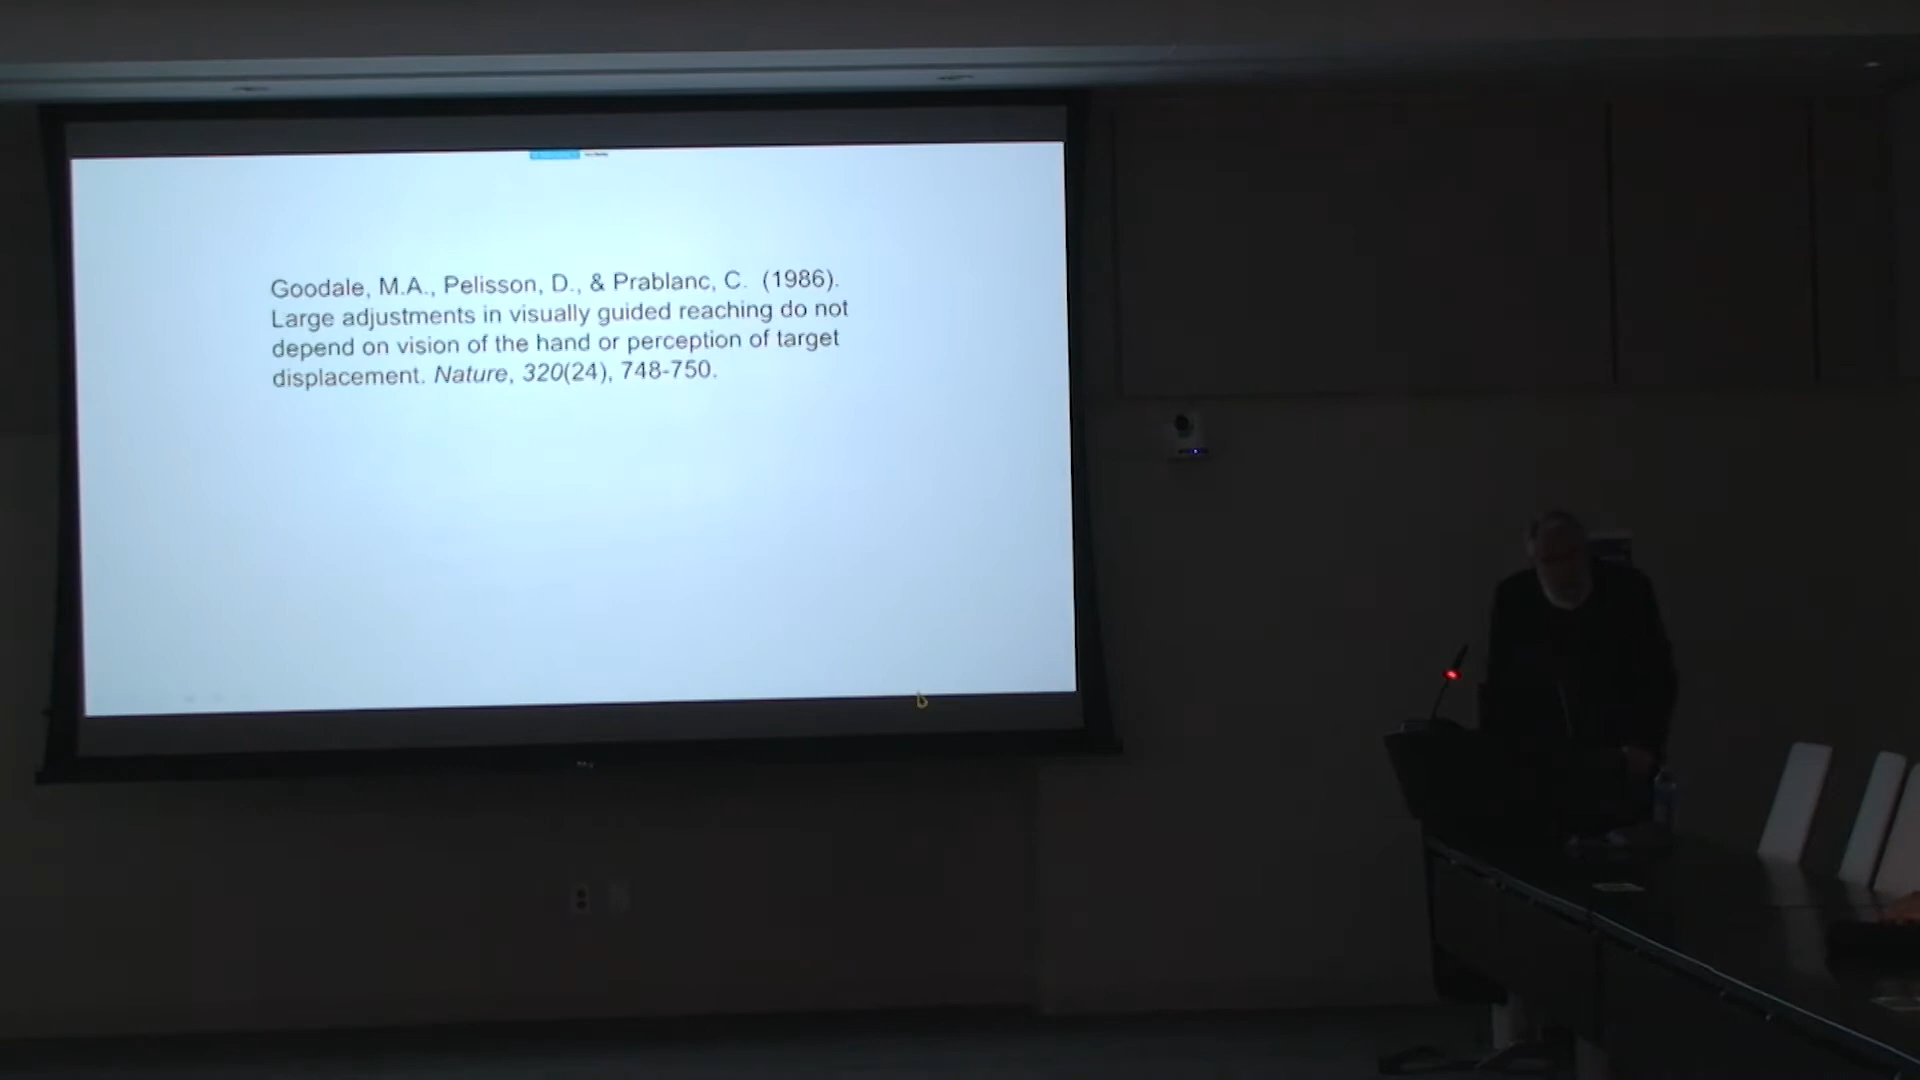 Goodale, M.A., Pelisson, D., & Prablanc, C. (1986).
Large adjustments in visually guided reaching do not
depend on vision of the hand or perception of target
displacement. Nature, 320(24), 748-750.